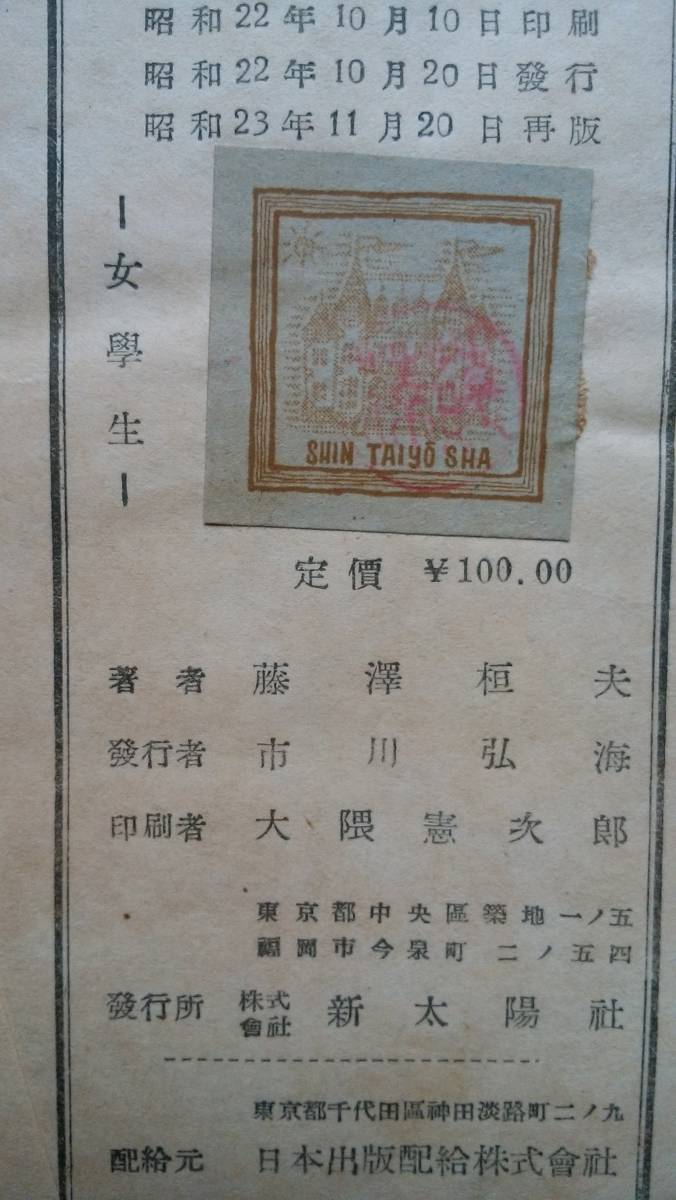 昭和22年10月10日印刷
昭和22年10月20日發行
昭和23年11月20日再版
―女學生―
SHIN TAIYŌ SHA
定價 ¥100.00
著者 藤澤桓夫
發行者 市川弘海
印刷者 大隈憲次郎
東京都中央區築地一ノ五
福岡市今泉町二ノ五四
發行所 株式會社 新太陽社
東京都千代田區神田淡路町二ノ九
配給元 日本出版配給株式會社